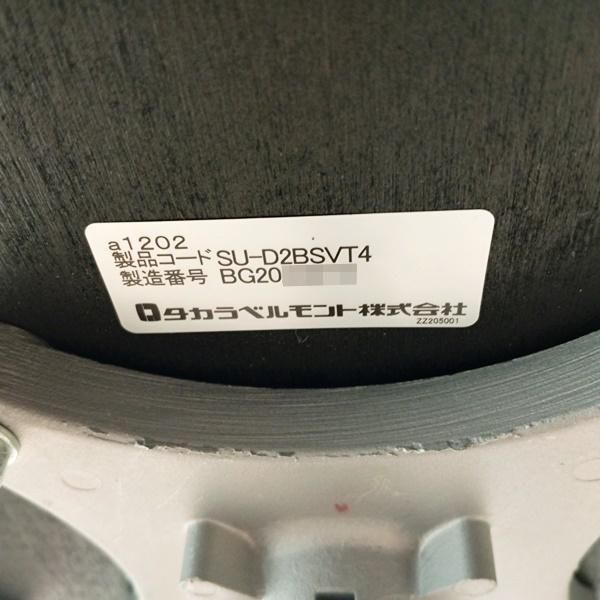 a1202
製品コード SU-D2BSVT4
製造番号 BG20
タカラベルモント株式会社
ZZ205001